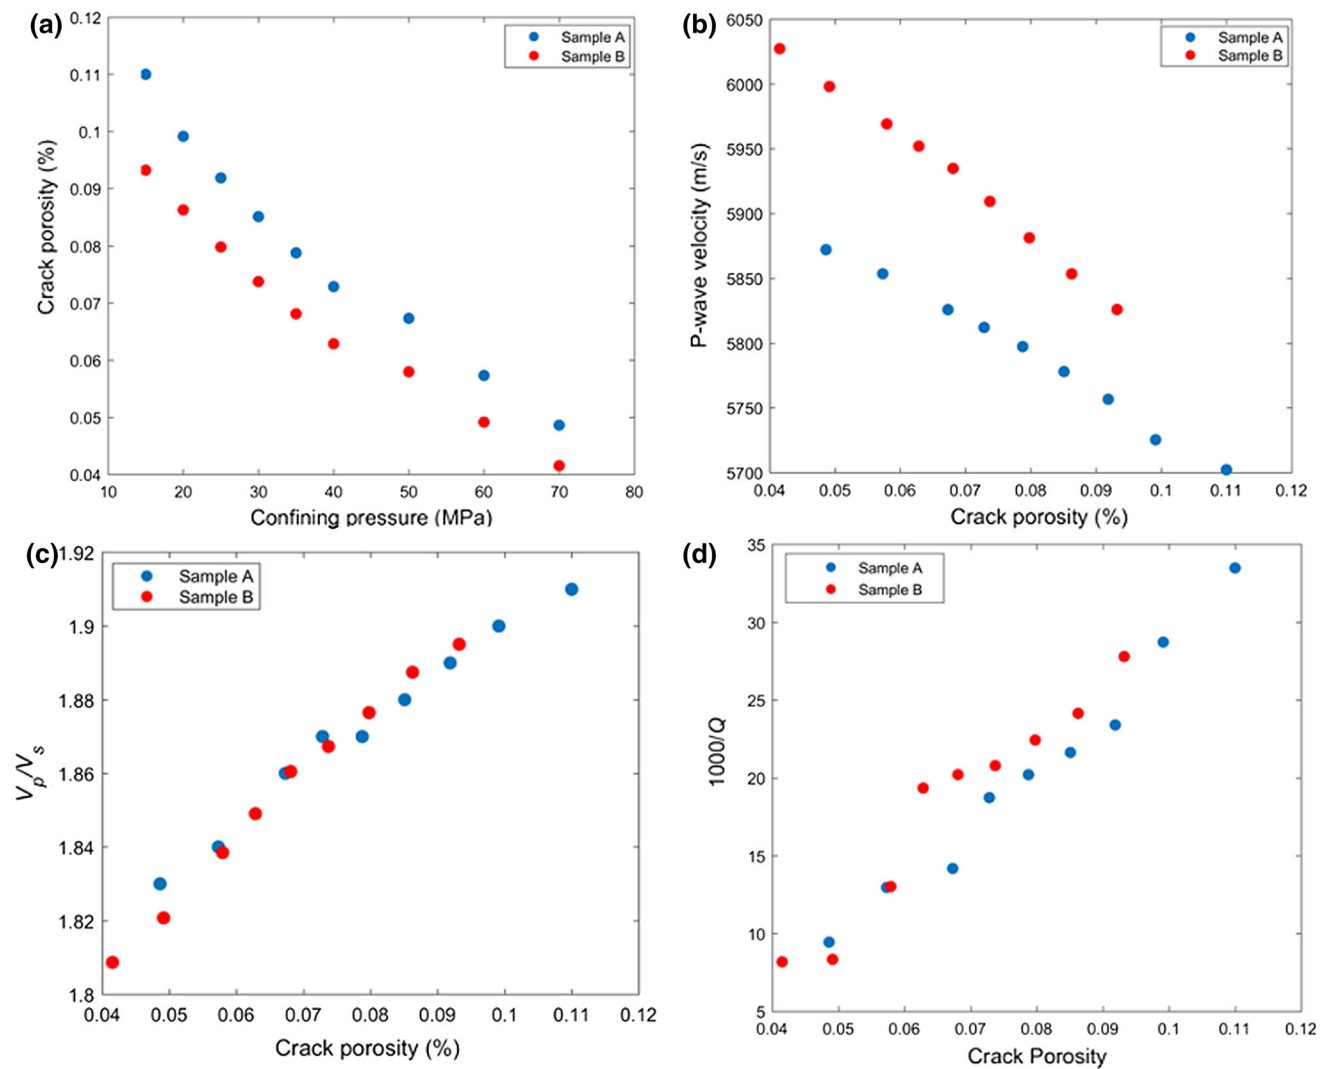 (a)
0.12
0.11
0.1
0.09
0.08
0.07
0.06
0.05
0.04
Crack porosity (%)
Sample A
Sample B
10 20 30 40 50 60 70 80
Confining pressure (MPa)
(b)
6050
6000
5950
5900
5850
5800
5750
5700
P-wave velocity (m/s)
Sample A
Sample B
0.04 0.05 0.06 0.07 0.08 0.09 0.1 0.11 0.12
Crack porosity (%)
(c)
1.92
1.9
1.88
1.86
1.84
1.82
1.8
Vp/Vs
Sample A
Sample B
0.04 0.05 0.06 0.07 0.08 0.09 0.1 0.11 0.12
Crack porosity (%)
(d)
35
30
25
20
15
10
5
1000/Q
Sample A
Sample B
0.04 0.05 0.06 0.07 0.08 0.09 0.1 0.11 0.12
Crack Porosity